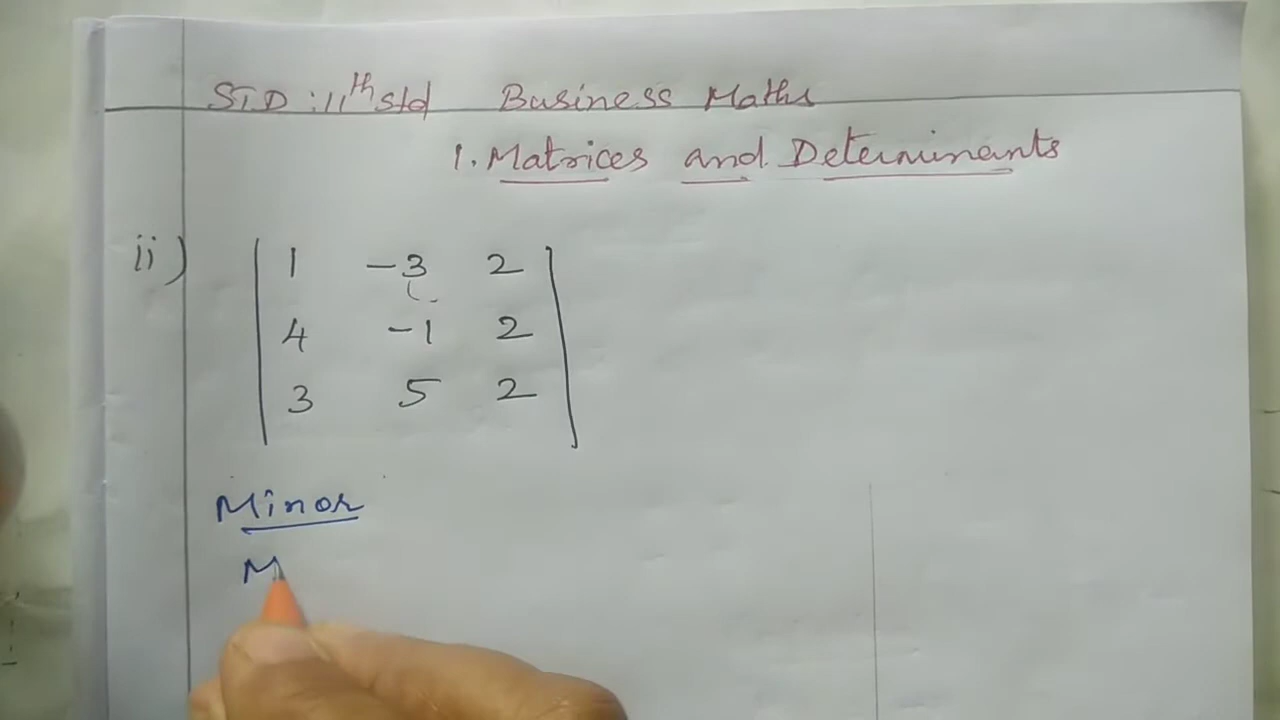 STD : 11th std Business Maths
1. Matrices and Determinants
ii) | 1 -3 2 |
| 4 -1 2 |
| 3 5 2 |
Minor
M